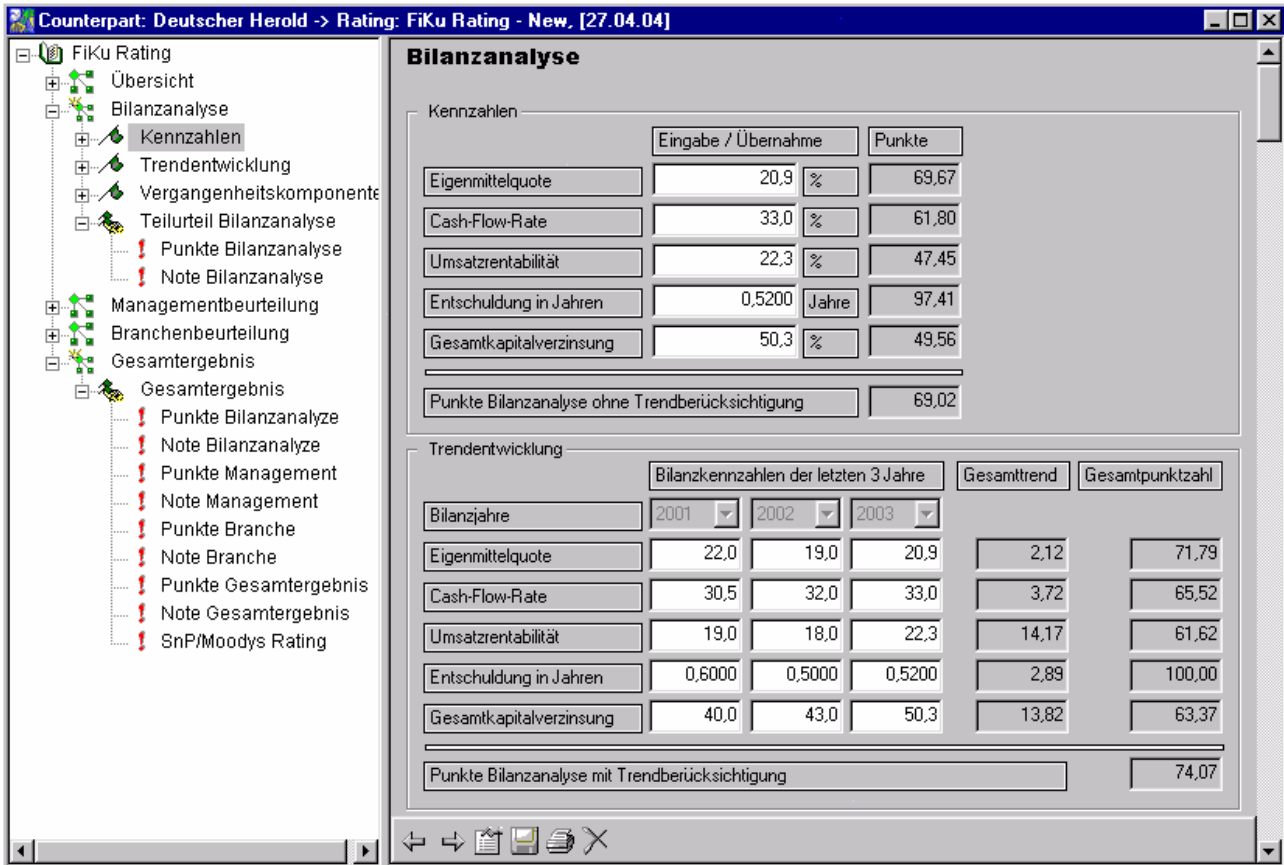 Counterpart: Deutscher Herold -> Rating: FiKu Rating - New, [27.04.04]
FiKu Rating
Übersicht
Bilanzanalyse
Kennzahlen
Trendentwicklung
Vergangenheitskomponente
Teilurteil Bilanzanalyse
Punkte Bilanzanalyse
Note Bilanzanalyse
Managementbeurteilung
Branchenbeurteilung
Gesamtergebnis
Gesamtergebnis
Punkte Bilanzanalyze
Note Bilanzanalyze
Punkte Management
Note Management
Punkte Branche
Note Branche
Punkte Gesamtergebnis
Note Gesamtergebnis
SnP/Moodys Rating
Bilanzanalyse
Kennzahlen
Eingabe / Übernahme Punkte
Eigenmittelquote 20,9 % 69,67
Cash-Flow-Rate 33,0 % 61,80
Umsatzrentabilität 22,3 % 47,45
Entschuldung in Jahren 0,5200 Jahre 97,41
Gesamtkapitalverzinsung 50,3 % 49,56
Punkte Bilanzanalyse ohne Trendberücksichtigung 69,02
Trendentwicklung
Bilanzkennzahlen der letzten 3 Jahre Gesamttrend Gesamtpunktzahl
Bilanzjahre 2001 2002 2003
Eigenmittelquote 22,0 19,0 20,9 2,12 71,79
Cash-Flow-Rate 30,5 32,0 33,0 3,72 65,52
Umsatzrentabilität 19,0 18,0 22,3 14,17 61,62
Entschuldung in Jahren 0,6000 0,5000 0,5200 2,89 100,00
Gesamtkapitalverzinsung 40,0 43,0 50,3 13,82 63,37
Punkte Bilanzanalyse mit Trendberücksichtigung 74,07